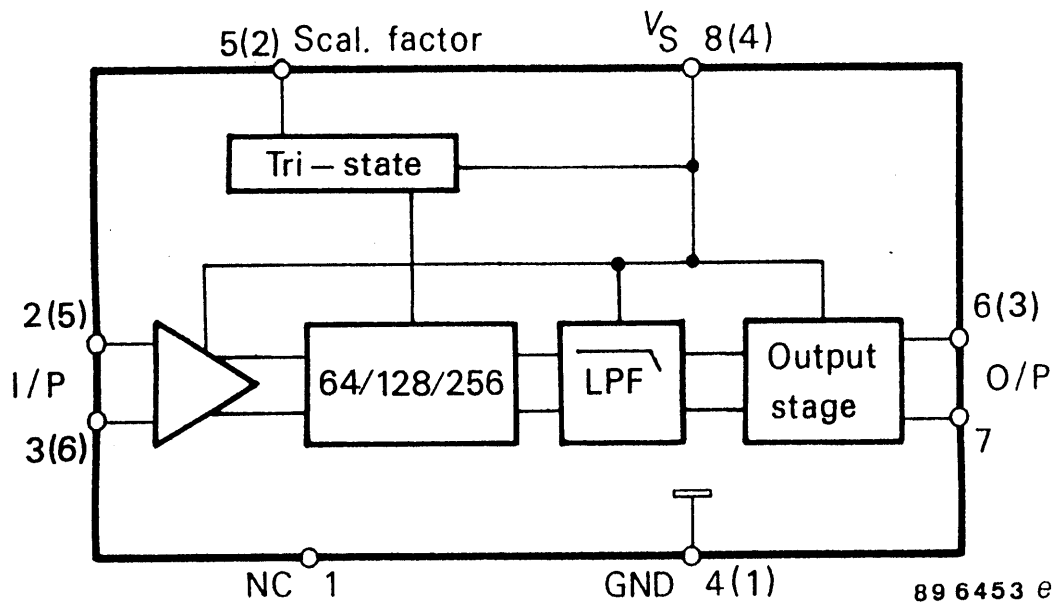 5(2) Scal. factor
VS 8(4)
Tri – state
2(5)
I/P
3(6)
64/128/256
LPF
Output
stage
6(3)
O/P
7
NC 1
GND 4(1)
89 6453 e